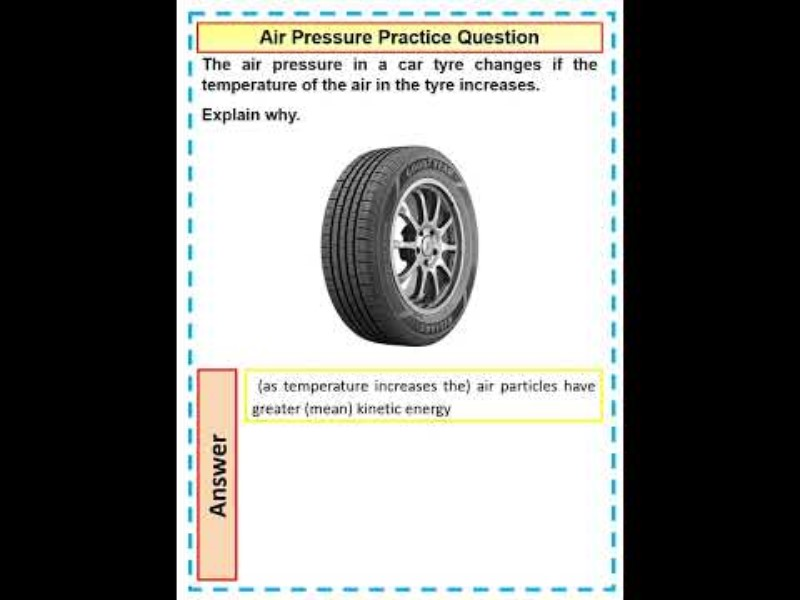 Air Pressure Practice Question
The air pressure in a car tyre changes if the
temperature of the air in the tyre increases.
Explain why.
Answer
(as temperature increases the) air particles have
greater (mean) kinetic energy